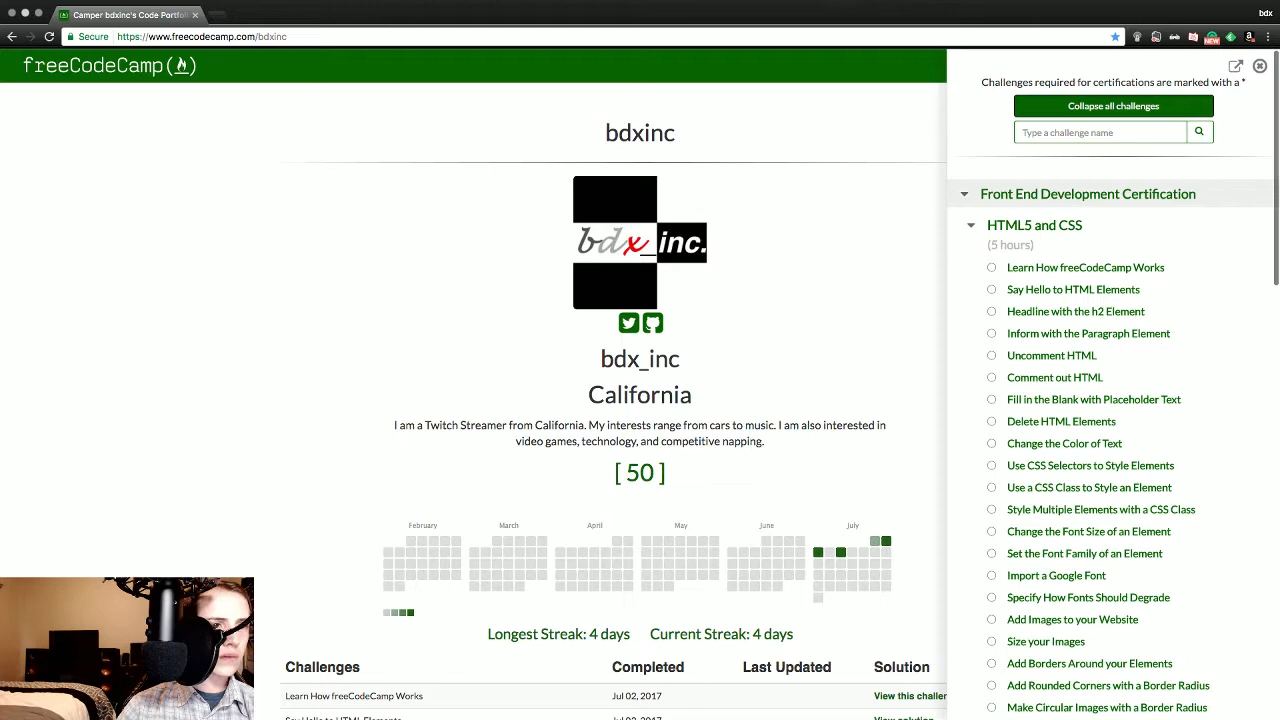 Camper bdxinc's Code Portfoli
bdx
Secure
https://www.freecodecamp.com/bdxinc
NEW
freeCodeCamp
bdxinc
bdx_inc.
bdx_inc
California
I am a Twitch Streamer from California. My interests range from cars to music. I am also interested in
video games, technology, and competitive napping.
[ 50 ]
February March April May June July
Longest Streak: 4 days Current Streak: 4 days
Challenges Completed Last Updated Solution
Learn How freeCodeCamp Works Jul 02, 2017 View this challen
Challenges required for certifications are marked with a *
Collapse all challenges
Type a challenge name
Front End Development Certification
HTML5 and CSS
(5 hours)
Learn How freeCodeCamp Works
Say Hello to HTML Elements
Headline with the h2 Element
Inform with the Paragraph Element
Uncomment HTML
Comment out HTML
Fill in the Blank with Placeholder Text
Delete HTML Elements
Change the Color of Text
Use CSS Selectors to Style Elements
Use a CSS Class to Style an Element
Style Multiple Elements with a CSS Class
Change the Font Size of an Element
Set the Font Family of an Element
Import a Google Font
Specify How Fonts Should Degrade
Add Images to your Website
Size your Images
Add Borders Around your Elements
Add Rounded Corners with a Border Radius
Make Circular Images with a Border Radius